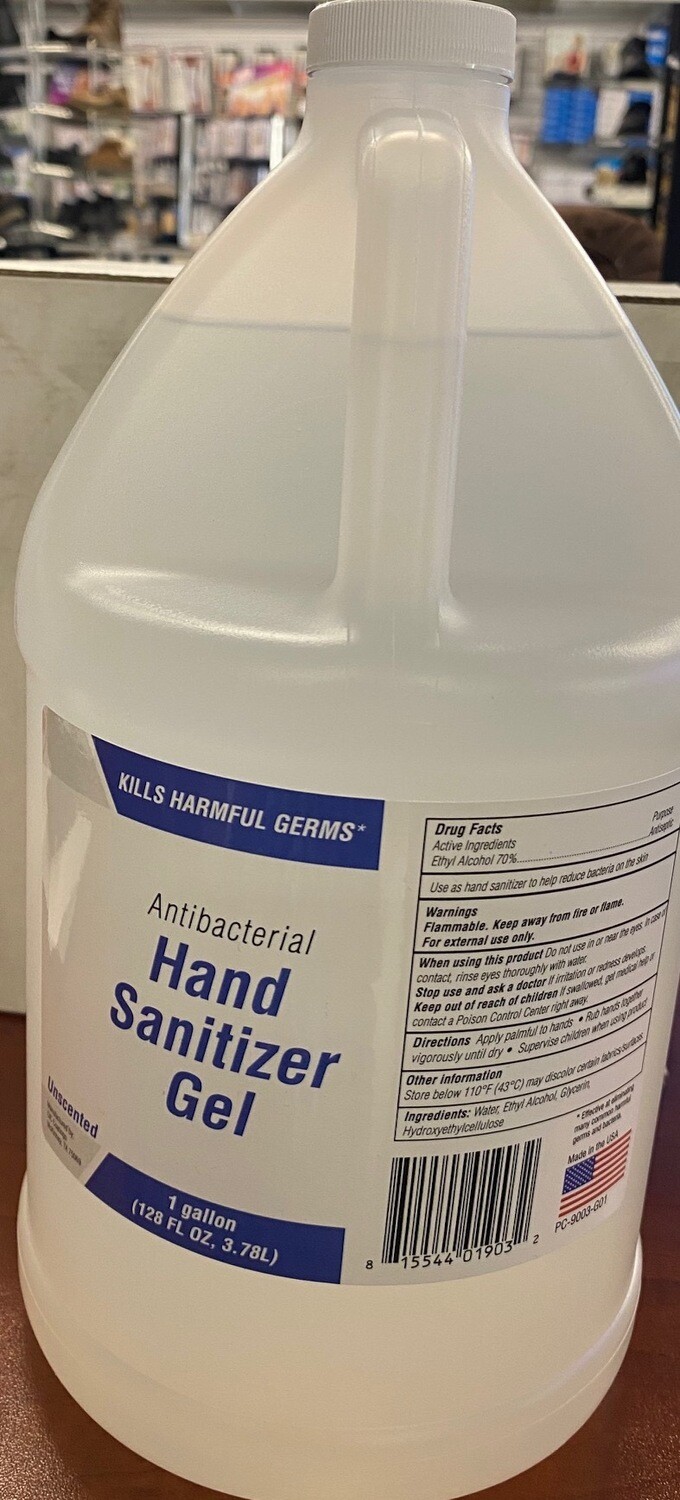 KILLS HARMFUL GERMS*
Antibacterial
Hand
Sanitizer
Gel
Unscented
1 gallon
(128 FL OZ, 3.78L)
Drug Facts
Active Ingredients Purpose
Ethyl Alcohol 70%..........................................Antiseptic
Use as hand sanitizer to help reduce bacteria on the skin
Warnings
Flammable. Keep away from fire or flame.
For external use only.
When using this product Do not use in or near the eyes. In case of
contact, rinse eyes thoroughly with water.
Stop use and ask a doctor If irritation or redness develops.
Keep out of reach of children If swallowed, get medical help or
contact a Poison Control Center right away.
Directions Apply palmful to hands • Rub hands together
vigorously until dry • Supervise children when using product
Other information
Store below 110°F (43°C) may discolor certain fabrics/surfaces.
Ingredients: Water, Ethyl Alcohol, Glycerin,
Hydroxyethylcellulose
* Effective at eliminating
many common harmful
germs and bacteria.
Made in the USA
PC-9003-G01
8 15544 01903 2